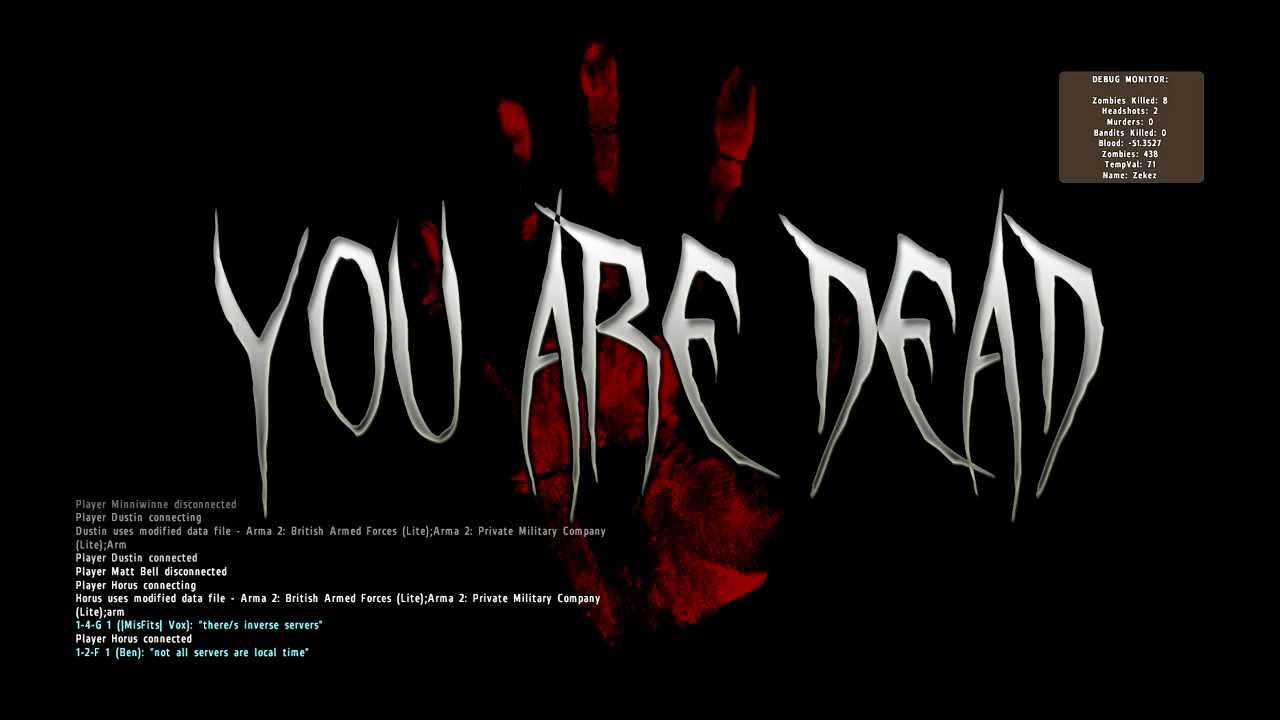 DEBUG MONITOR:
Zombies Killed: 8
Headshots: 2
Murders: 0
Bandits Killed: 0
Blood: -51.3527
Zombies: 438
TempVal: 71
Name: Zekez
YOU ARE DEAD
Player Minniwinne disconnected
Player Dustin connecting
Dustin uses modified data file - Arma 2: British Armed Forces (Lite);Arma 2: Private Military Company
(Lite);Arm
Player Dustin connected
Player Matt Bell disconnected
Player Horus connecting
Horus uses modified data file - Arma 2: British Armed Forces (Lite);Arma 2: Private Military Company
(Lite);arm
1-4-G 1 (|MisFits| Vox): "there/s inverse servers"
Player Horus connected
1-2-F 1 (Ben): "not all servers are local time"